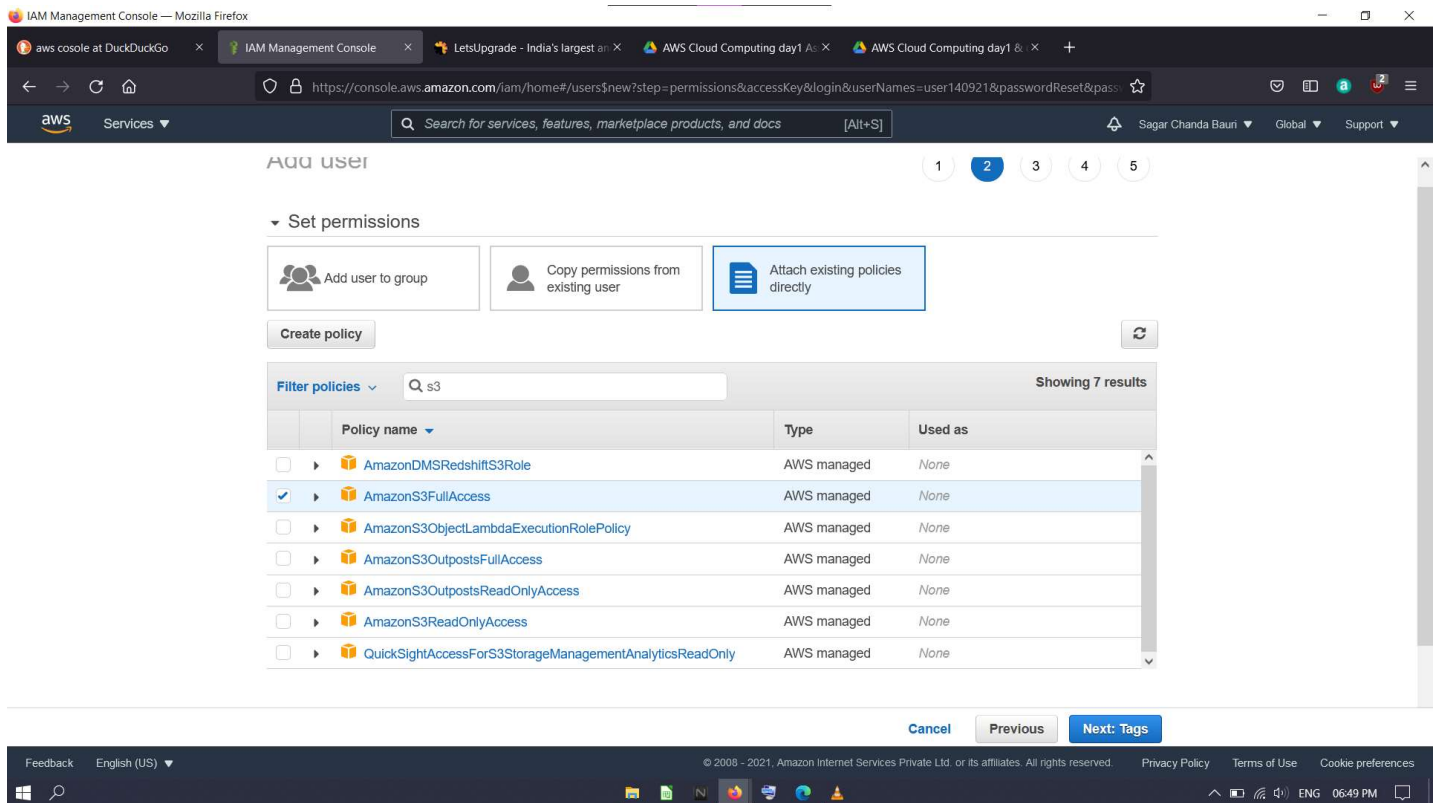 IAM Management Console — Mozilla Firefox
aws cosole at DuckDuckGo
IAM Management Console
LetsUpgrade - India's largest an
AWS Cloud Computing day1 As
AWS Cloud Computing day1 &
https://console.aws.amazon.com/iam/home#/users$new?step=permissions&accessKey&login&userNames=user140921&passwordReset&pass
a
2
aws
Services
Search for services, features, marketplace products, and docs
[Alt+S]
Sagar Chanda Bauri
Global
Support
Add user
1
2
3
4
5
Set permissions
Add user to group
Copy permissions from
existing user
Attach existing policies
directly
Create policy
Filter policies
s3
Showing 7 results
Policy name Type Used as
AmazonDMSRedshiftS3Role AWS managed None
AmazonS3FullAccess AWS managed None
AmazonS3ObjectLambdaExecutionRolePolicy AWS managed None
AmazonS3OutpostsFullAccess AWS managed None
AmazonS3OutpostsReadOnlyAccess AWS managed None
AmazonS3ReadOnlyAccess AWS managed None
QuickSightAccessForS3StorageManagementAnalyticsReadOnly AWS managed None
Cancel
Previous
Next: Tags
Feedback
English (US)
© 2008 - 2021, Amazon Internet Services Private Ltd. or its affiliates. All rights reserved.
Privacy Policy
Terms of Use
Cookie preferences
ENG
06:49 PM